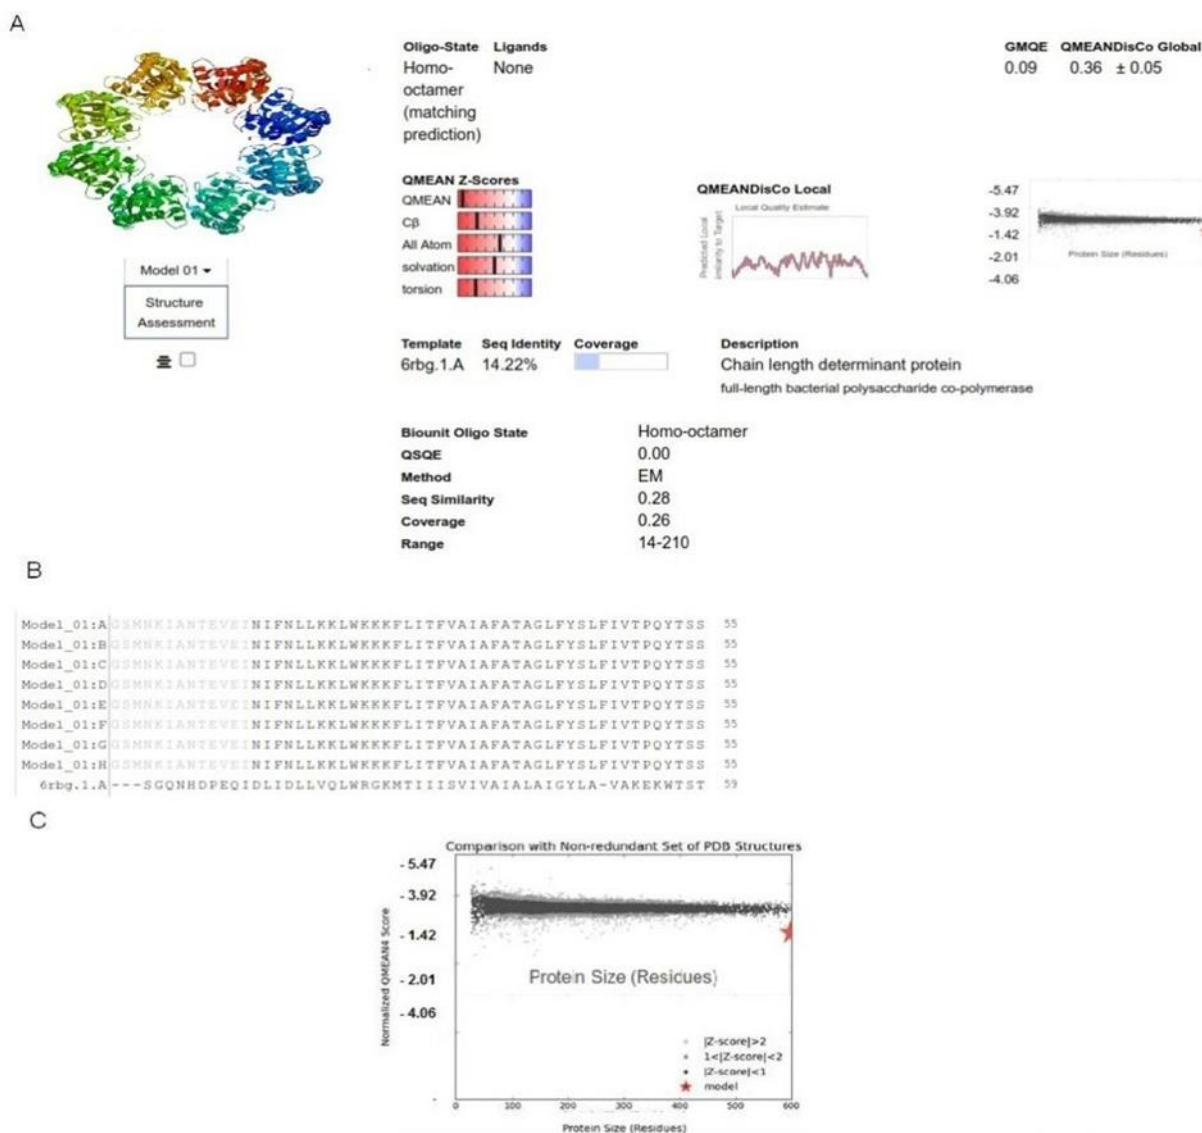 A
Oligo-State Ligands
Homo-octamer (matching prediction) None
GMQE QMEANDisCo Global
0.09 0.36 ± 0.05
QMEAN Z-Scores
QMEAN
Cβ
All Atom
solvation
torsion
QMEANDisCo Local
Local Quality Estimate
Predicted Local
Similarity to Target
-5.47
-3.92
-1.42
-2.01
-4.06
Protein Size (Residues)
Model 01
Structure
Assessment
Template Seq Identity Coverage
6rbg.1.A 14.22%
Description
Chain length determinant protein
full-length bacterial polysaccharide co-polymerase
Biounit Oligo State Homo-octamer
QSQE 0.00
Method EM
Seq Similarity 0.28
Coverage 0.26
Range 14-210
B
Model_01:A GSMNKIANTEVEINIFNLLKKLWKKKFLITFVAIAFATAGLFYSLFIVTPQYTSS 55
Model_01:B GSMNKIANTEVEINIFNLLKKLWKKKFLITFVAIAFATAGLFYSLFIVTPQYTSS 55
Model_01:C GSMNKIANTEVEINIFNLLKKLWKKKFLITFVAIAFATAGLFYSLFIVTPQYTSS 55
Model_01:D GSMNKIANTEVEINIFNLLKKLWKKKFLITFVAIAFATAGLFYSLFIVTPQYTSS 55
Model_01:E GSMNKIANTEVEINIFNLLKKLWKKKFLITFVAIAFATAGLFYSLFIVTPQYTSS 55
Model_01:F GSMNKIANTEVEINIFNLLKKLWKKKFLITFVAIAFATAGLFYSLFIVTPQYTSS 55
Model_01:G GSMNKIANTEVEINIFNLLKKLWKKKFLITFVAIAFATAGLFYSLFIVTPQYTSS 55
Model_01:H GSMNKIANTEVEINIFNLLKKLWKKKFLITFVAIAFATAGLFYSLFIVTPQYTSS 55
6rbg.1.A ---SGQNHDPEQIDLIDLLVQLWRGKMTIIISVIVAIALAIGYLA-VAKEKWTST 59
C
Comparison with Non-redundant Set of PDB Structures
Normalized QMEAN4 Score
- 5.47
- 3.92
- 1.42
- 2.01
- 4.06
Protein Size (Residues)
|Z-score|>2
1<|Z-score|<2
|Z-score|<1
model
0 100 200 300 400 500 600
Protein Size (Residues)